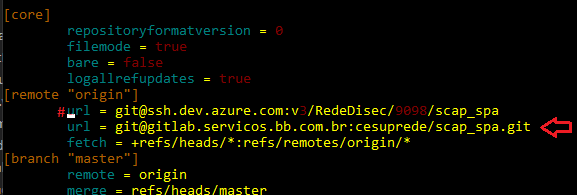 [core]
repositoryformatversion = 0
filemode = true
bare = false
logallrefupdates = true
[remote "origin"]
#url = git@ssh.dev.azure.com:v3/RedeDisec/9098/scap_spa
url = git@gitlab.servicos.bb.com.br:cesuprede/scap_spa.git
fetch = +refs/heads/*:refs/remotes/origin/*
[branch "master"]
remote = origin
merge = refs/heads/master